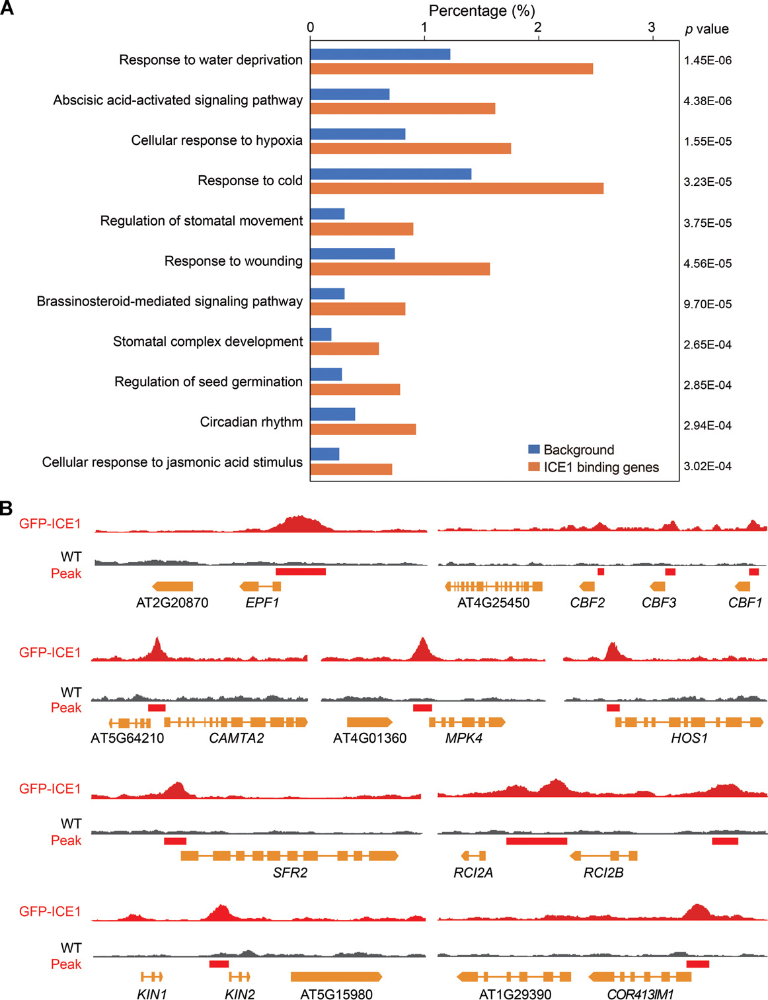 A
Percentage (%)
0 1 2 3 p value
Response to water deprivation 1.45E-06
Abscisic acid-activated signaling pathway 4.38E-06
Cellular response to hypoxia 1.55E-05
Response to cold 3.23E-05
Regulation of stomatal movement 3.75E-05
Response to wounding 4.56E-05
Brassinosteroid-mediated signaling pathway 9.70E-05
Stomatal complex development 2.65E-04
Regulation of seed germination 2.85E-04
Circadian rhythm 2.94E-04
Background
Cellular response to jasmonic acid stimulus 3.02E-04
ICE1 binding genes
B
GFP-ICE1
WT
Peak
AT2G20870 EPF1 AT4G25450 CBF2 CBF3 CBF1
GFP-ICE1
WT
Peak
AT5G64210 CAMTA2 AT4G01360 MPK4 HOS1
GFP-ICE1
WT
Peak
SFR2 RCI2A RCI2B
GFP-ICE1
WT
Peak
KIN1 KIN2 AT5G15980 AT1G29390 COR413IM1